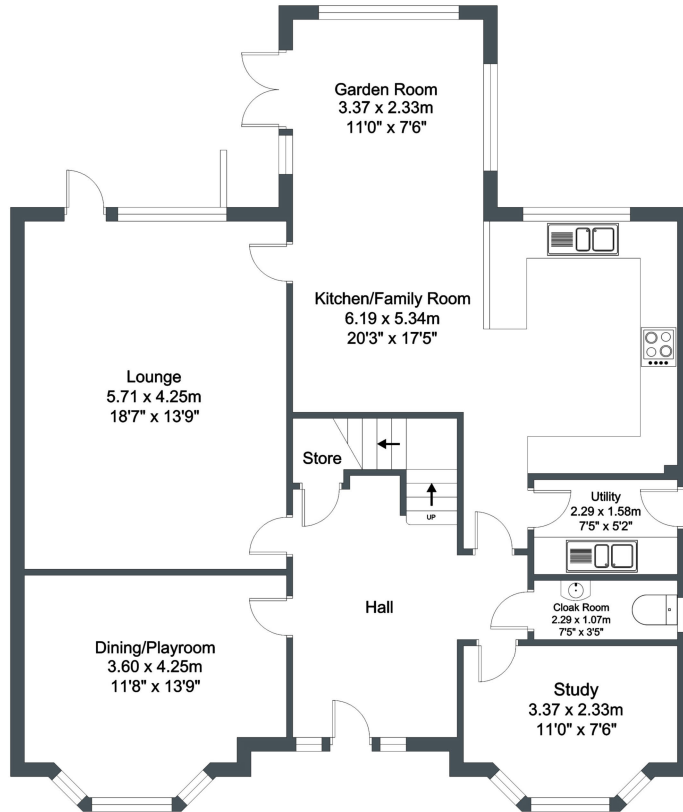 Garden Room
3.37 x 2.33m
11'0" x 7'6"
Kitchen/Family Room
6.19 x 5.34m
20'3" x 17'5"
Lounge
5.71 x 4.25m
18'7" x 13'9"
Store
UP
Utility
2.29 x 1.58m
7'5" x 5'2"
Hall
Cloak Room
2.29 x 1.07m
7'5" x 3'5"
Dining/Playroom
3.60 x 4.25m
11'8" x 13'9"
Study
3.37 x 2.33m
11'0" x 7'6"